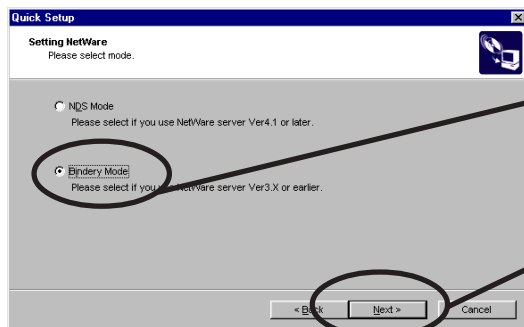 Quick Setup
Setting NetWare
Please select mode.
NDS Mode
Please select if you use NetWare server Ver4.1 or later.
Bindery Mode
Please select if you use NetWare server Ver3.X or earlier.
< Back
Next >
Cancel